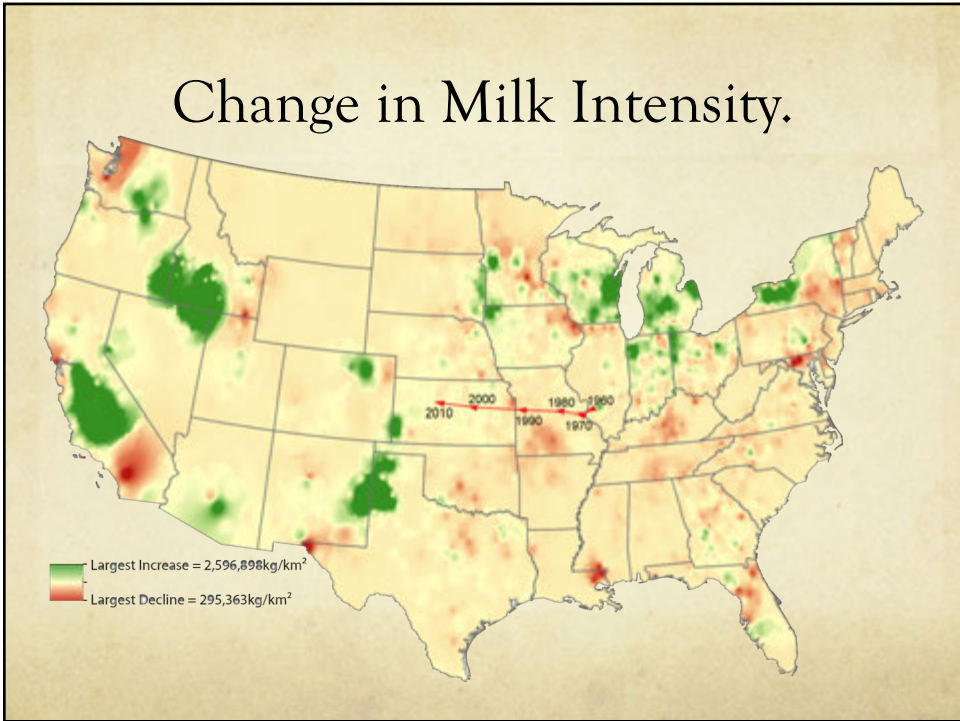 Change in Milk Intensity.
2010
2000
1990
1980
1970
1960
Largest Increase = 2,596,898kg/km²
Largest Decline = 295,363kg/km²